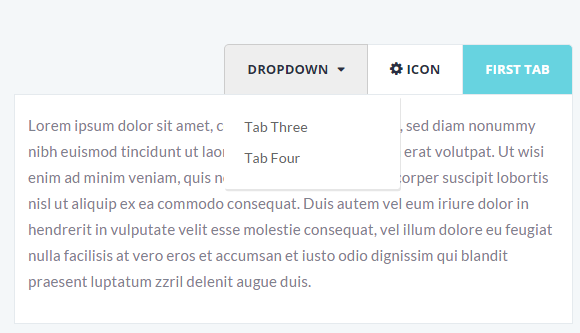 DROPDOWN ICON FIRST TAB
Tab Three
Tab Four
Lorem ipsum dolor sit amet, c , sed diam nonummy
nibh euismod tincidunt ut laor erat volutpat. Ut wisi
enim ad minim veniam, quis n corper suscipit lobortis
nisl ut aliquip ex ea commodo consequat. Duis autem vel eum iriure dolor in
hendrerit in vulputate velit esse molestie consequat, vel illum dolore eu feugiat
nulla facilisis at vero eros et accumsan et iusto odio dignissim qui blandit
praesent luptatum zzril delenit augue duis.